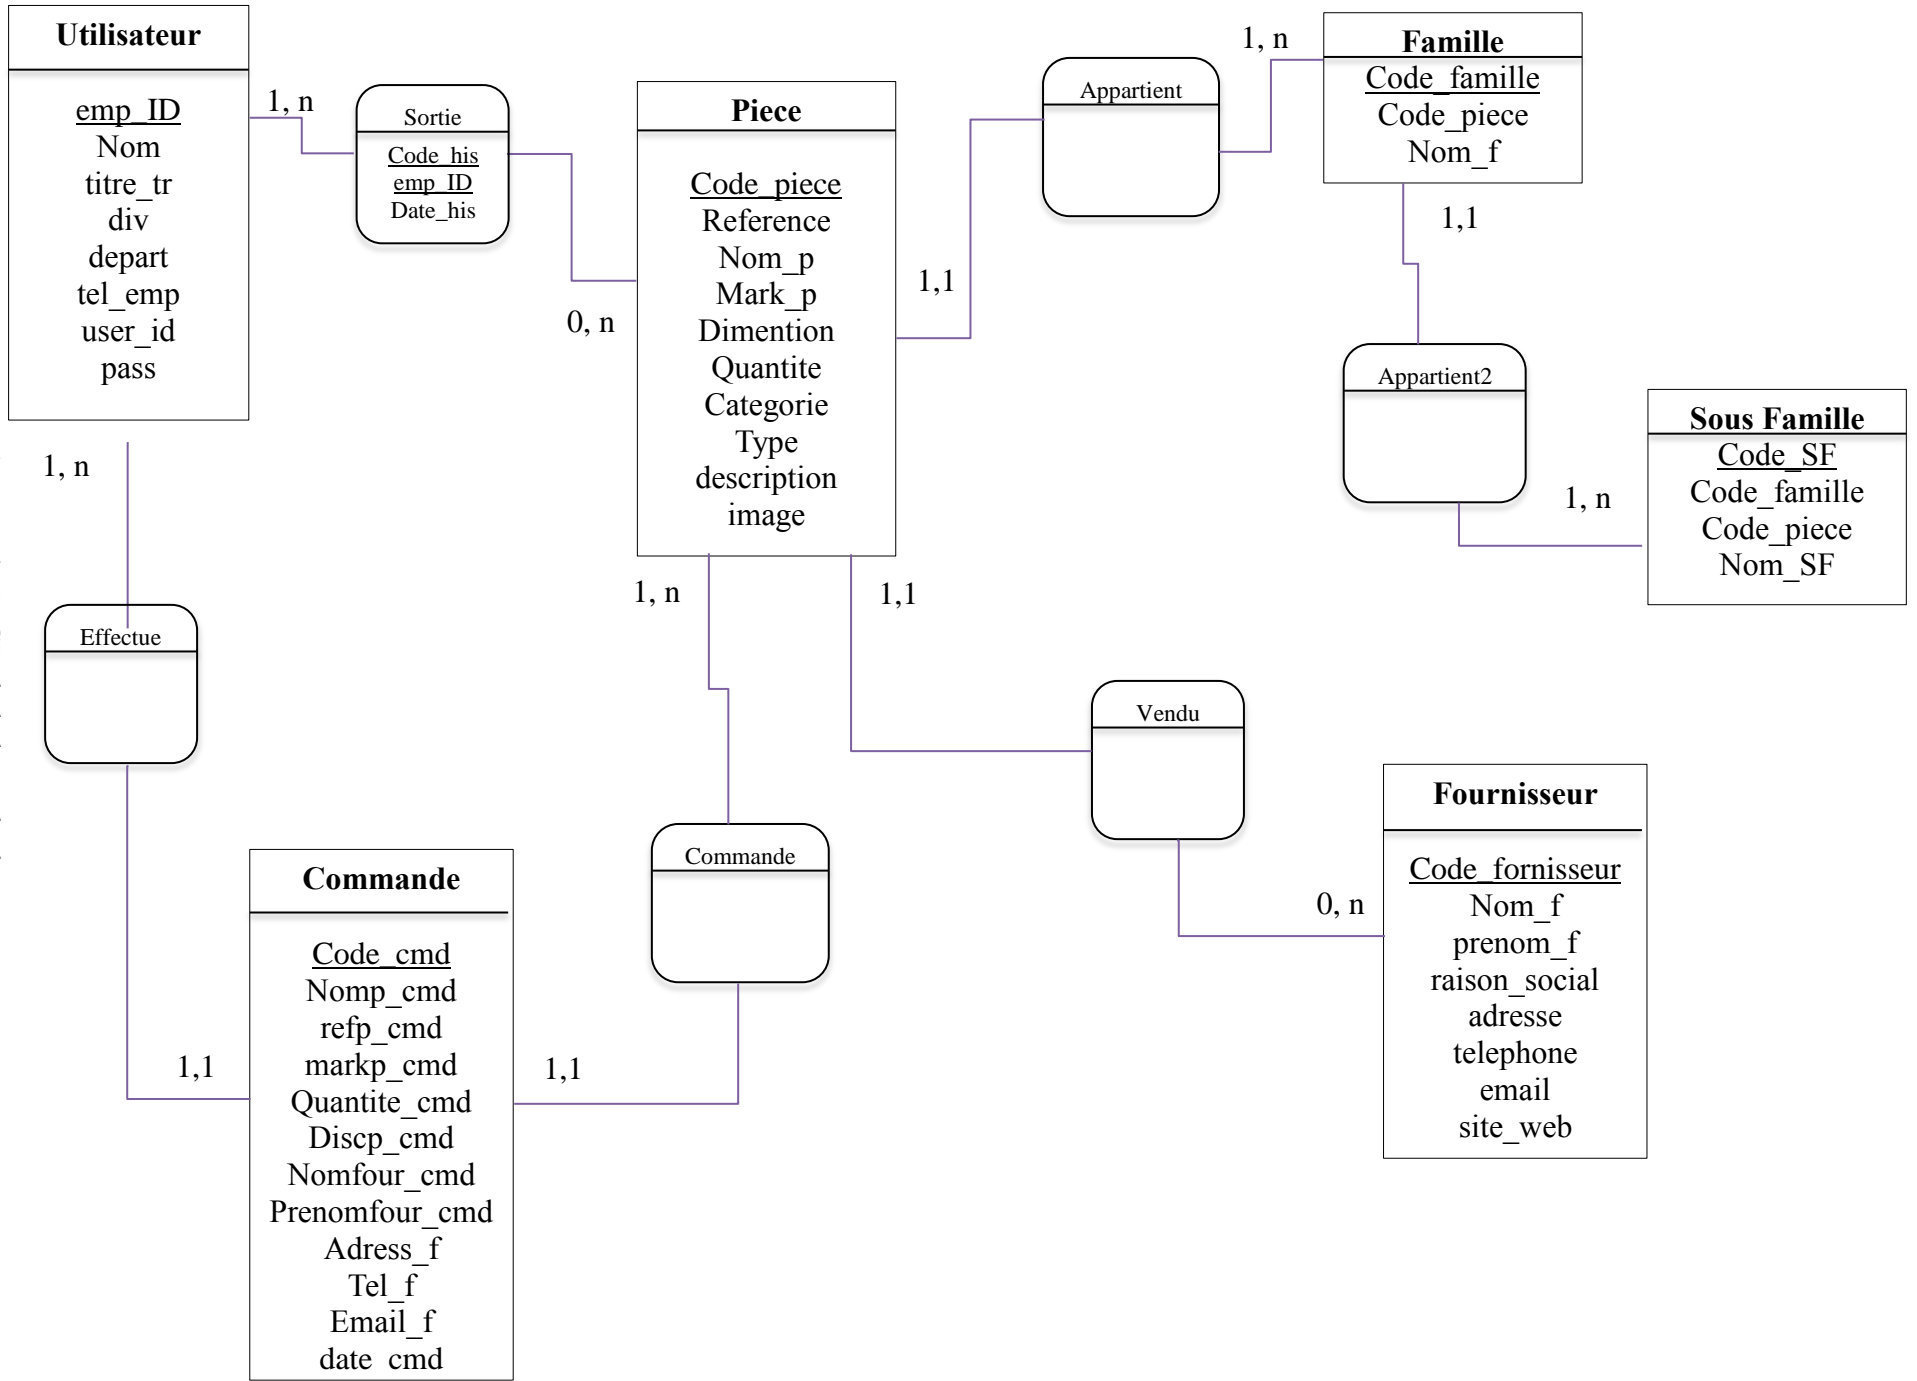 Utilisateur
emp_ID
Nom
titre_tr
div
depart
tel_emp
user_id
pass
1, n
Sortie
Code_his
emp_ID
Date_his
0, n
Piece
Code_piece
Reference
Nom_p
Mark_p
Dimention
Quantite
Categorie
Type
description
image
1,1
Appartient
1, n
Famille
Code_famille
Code_piece
Nom_f
1,1
Appartient2
1, n
Sous Famille
Code_SF
Code_famille
Code_piece
Nom_SF
1, n
Effectue
1,1
Commande
Code_cmd
Nomp_cmd
refp_cmd
markp_cmd
Quantite_cmd
Discp_cmd
Nomfour_cmd
Prenomfour_cmd
Adress_f
Tel_f
Email_f
date_cmd
1,1
Commande
1, n
1,1
Vendu
0, n
Fournisseur
Code_fornisseur
Nom_f
prenom_f
raison_social
adresse
telephone
email
site_web